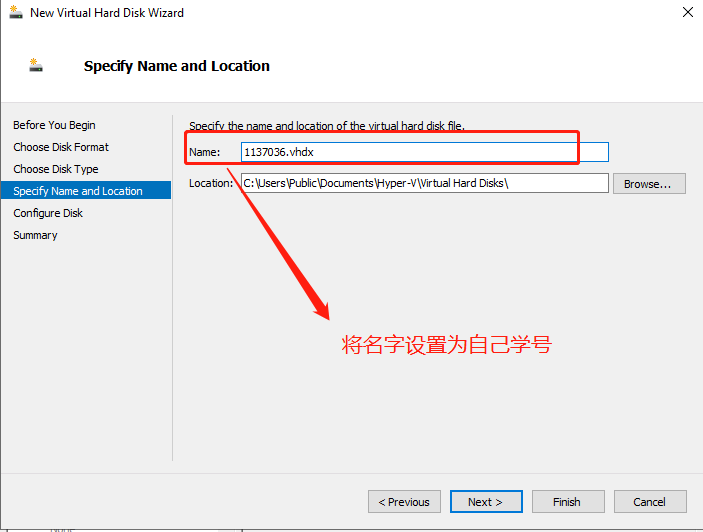 New Virtual Hard Disk Wizard
Specify Name and Location
Before You Begin
Choose Disk Format
Choose Disk Type
Specify Name and Location
Configure Disk
Summary
Specify the name and location of the virtual hard disk file.
Name: 1137036.vhdx
Location: C:\Users\Public\Documents\Hyper-V\Virtual Hard Disks\ Browse...
将名字设置为自己学号
< Previous Next > Finish Cancel